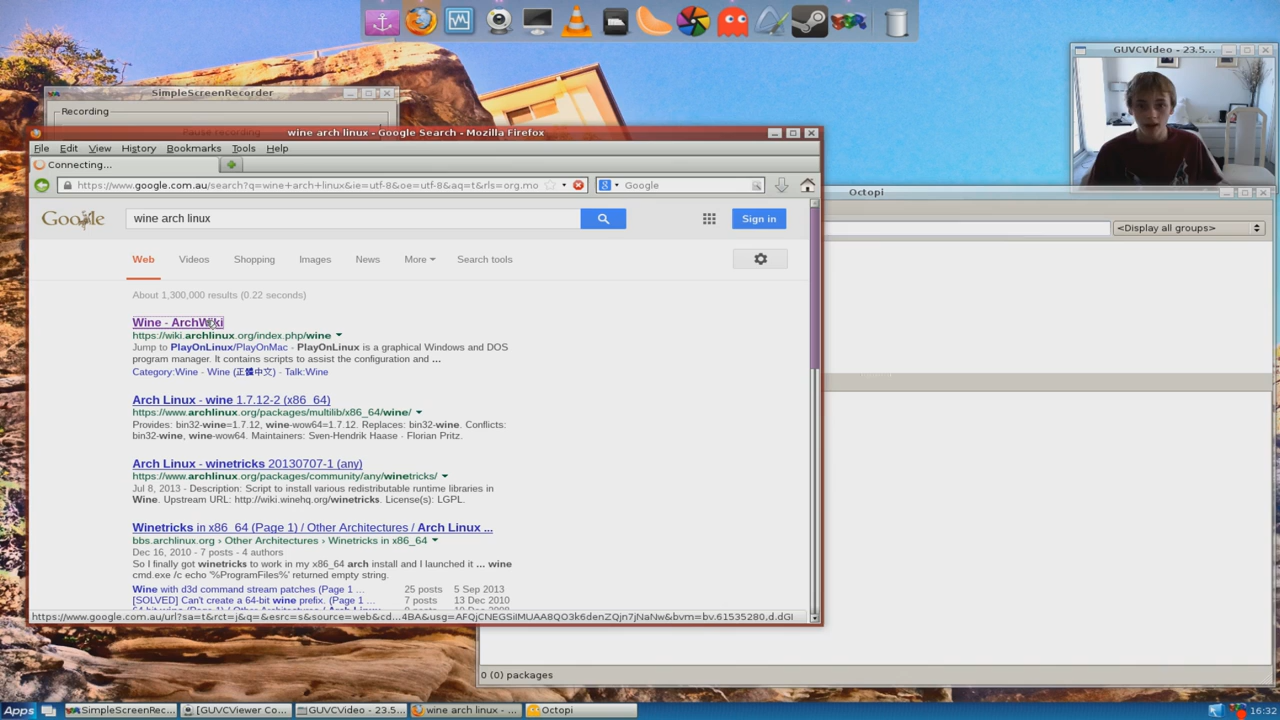 GUVCVideo - 23.5...
SimpleScreenRecorder
Recording
Pause recording
wine arch linux - Google Search - Mozilla Firefox
File Edit View History Bookmarks Tools Help
Connecting...
https://www.google.com.au/search?q=wine+arch+linux&ie=utf-8&oe=utf-8&aq=t&rls=org.mo
Google
Octopi
Google
wine arch linux
Sign in
<Display all groups>
Web Videos Shopping Images News More Search tools
About 1,300,000 results (0.22 seconds)
Wine - ArchWiki
https://wiki.archlinux.org/index.php/wine
Jump to PlayOnLinux/PlayOnMac - PlayOnLinux is a graphical Windows and DOS
program manager. It contains scripts to assist the configuration and ...
Category:Wine - Wine (正體中文) - Talk:Wine
Arch Linux - wine 1.7.12-2 (x86_64)
https://www.archlinux.org/packages/multilib/x86_64/wine/
Provides: bin32-wine=1.7.12, wine-wow64=1.7.12. Replaces: bin32-wine. Conflicts:
bin32-wine, wine-wow64. Maintainers: Sven-Hendrik Haase · Florian Pritz.
Arch Linux - winetricks 20130707-1 (any)
https://www.archlinux.org/packages/community/any/winetricks/
Jul 8, 2013 - Description: Script to install various redistributable runtime libraries in
Wine. Upstream URL: http://wiki.winehq.org/winetricks. License(s): LGPL.
Winetricks in x86_64 (Page 1) / Other Architectures / Arch Linux ...
bbs.archlinux.org › Other Architectures › Winetricks in x86_64
Dec 16, 2010 - 7 posts - 4 authors
So I finally got winetricks to work in my x86_64 arch install and I launched it ... wine
cmd.exe /c echo '%ProgramFiles%' returned empty string.
Wine with d3d command stream patches (Page 1 ... 25 posts 5 Sep 2013
[SOLVED] Can't create a 64-bit wine prefix. (Page 1 ... 7 posts 13 Dec 2010
0 (0) packages
Apps SimpleScreenRec... [GUVCViewer Co... GUVCVideo - 23.5... wine arch linux - ... Octopi 16:32